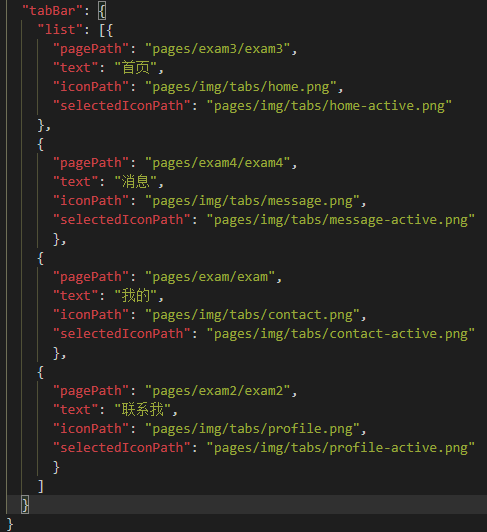 "tabBar": {
"list": [{
"pagePath": "pages/exam3/exam3",
"text": "首页",
"iconPath": "pages/img/tabs/home.png",
"selectedIconPath": "pages/img/tabs/home-active.png"
},
{
"pagePath": "pages/exam4/exam4",
"text": "消息",
"iconPath": "pages/img/tabs/message.png",
"selectedIconPath": "pages/img/tabs/message-active.png"
},
{
"pagePath": "pages/exam/exam",
"text": "我的",
"iconPath": "pages/img/tabs/contact.png",
"selectedIconPath": "pages/img/tabs/contact-active.png"
},
{
"pagePath": "pages/exam2/exam2",
"text": "联系我",
"iconPath": "pages/img/tabs/profile.png",
"selectedIconPath": "pages/img/tabs/profile-active.png"
}
]
}
}